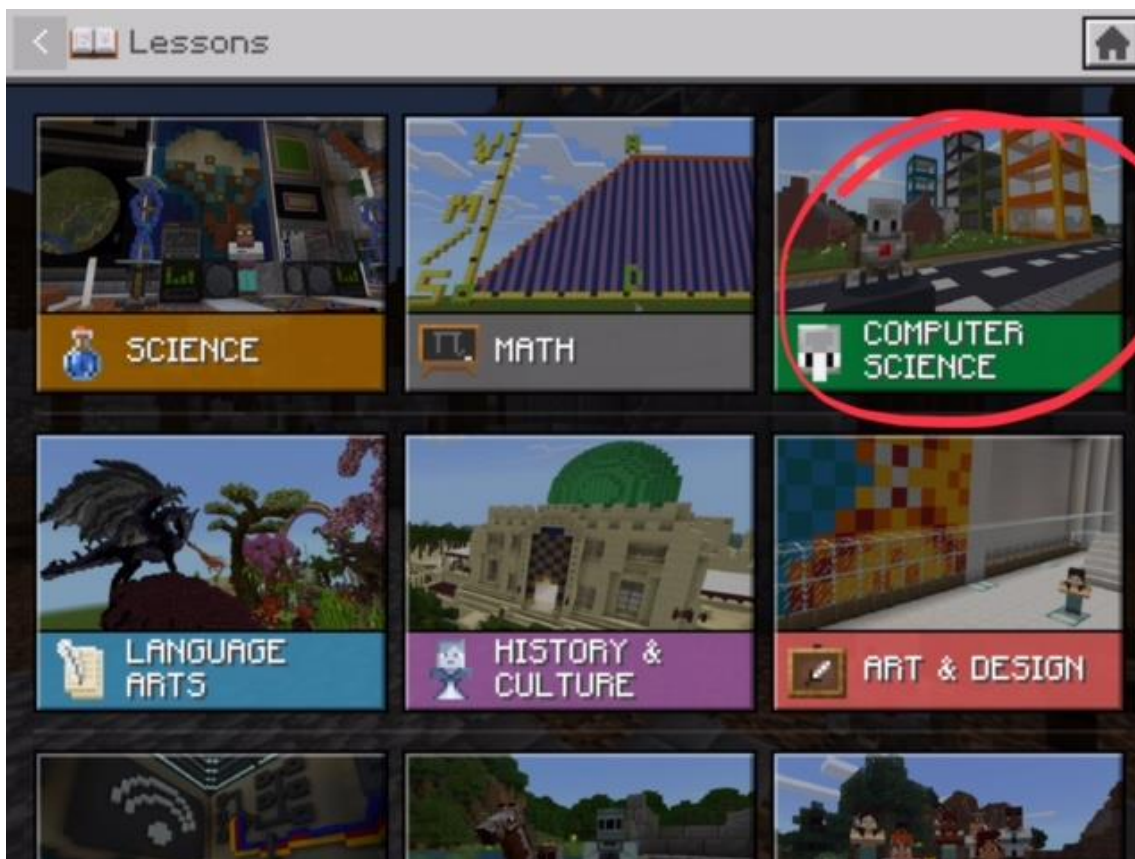 Lessons
SCIENCE
MATH
COMPUTER
SCIENCE
LANGUAGE
ARTS
HISTORY &
CULTURE
ART & DESIGN